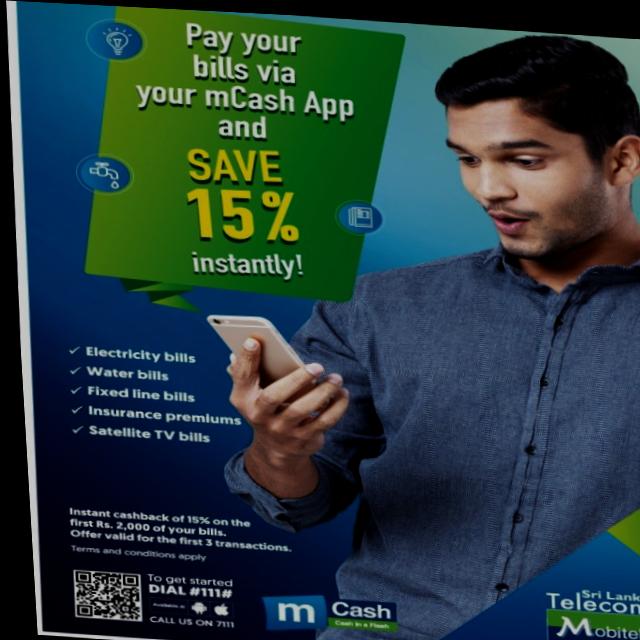 Pay your
bills via
your mCash App
and
SAVE
15%
instantly!
✓ Electricity bills
✓ Water bills
✓ Fixed line bills
✓ Insurance premiums
✓ Satellite TV bills
Instant cashback of 15% on the
first Rs. 2,000 of your bills.
Offer valid for the first 3 transactions.
Terms and conditions apply
To get started
DIAL #111#
Available in
CALL US ON 7111
m Cash
Cash in a Flash
Sri Lank
Telecom
Mobite